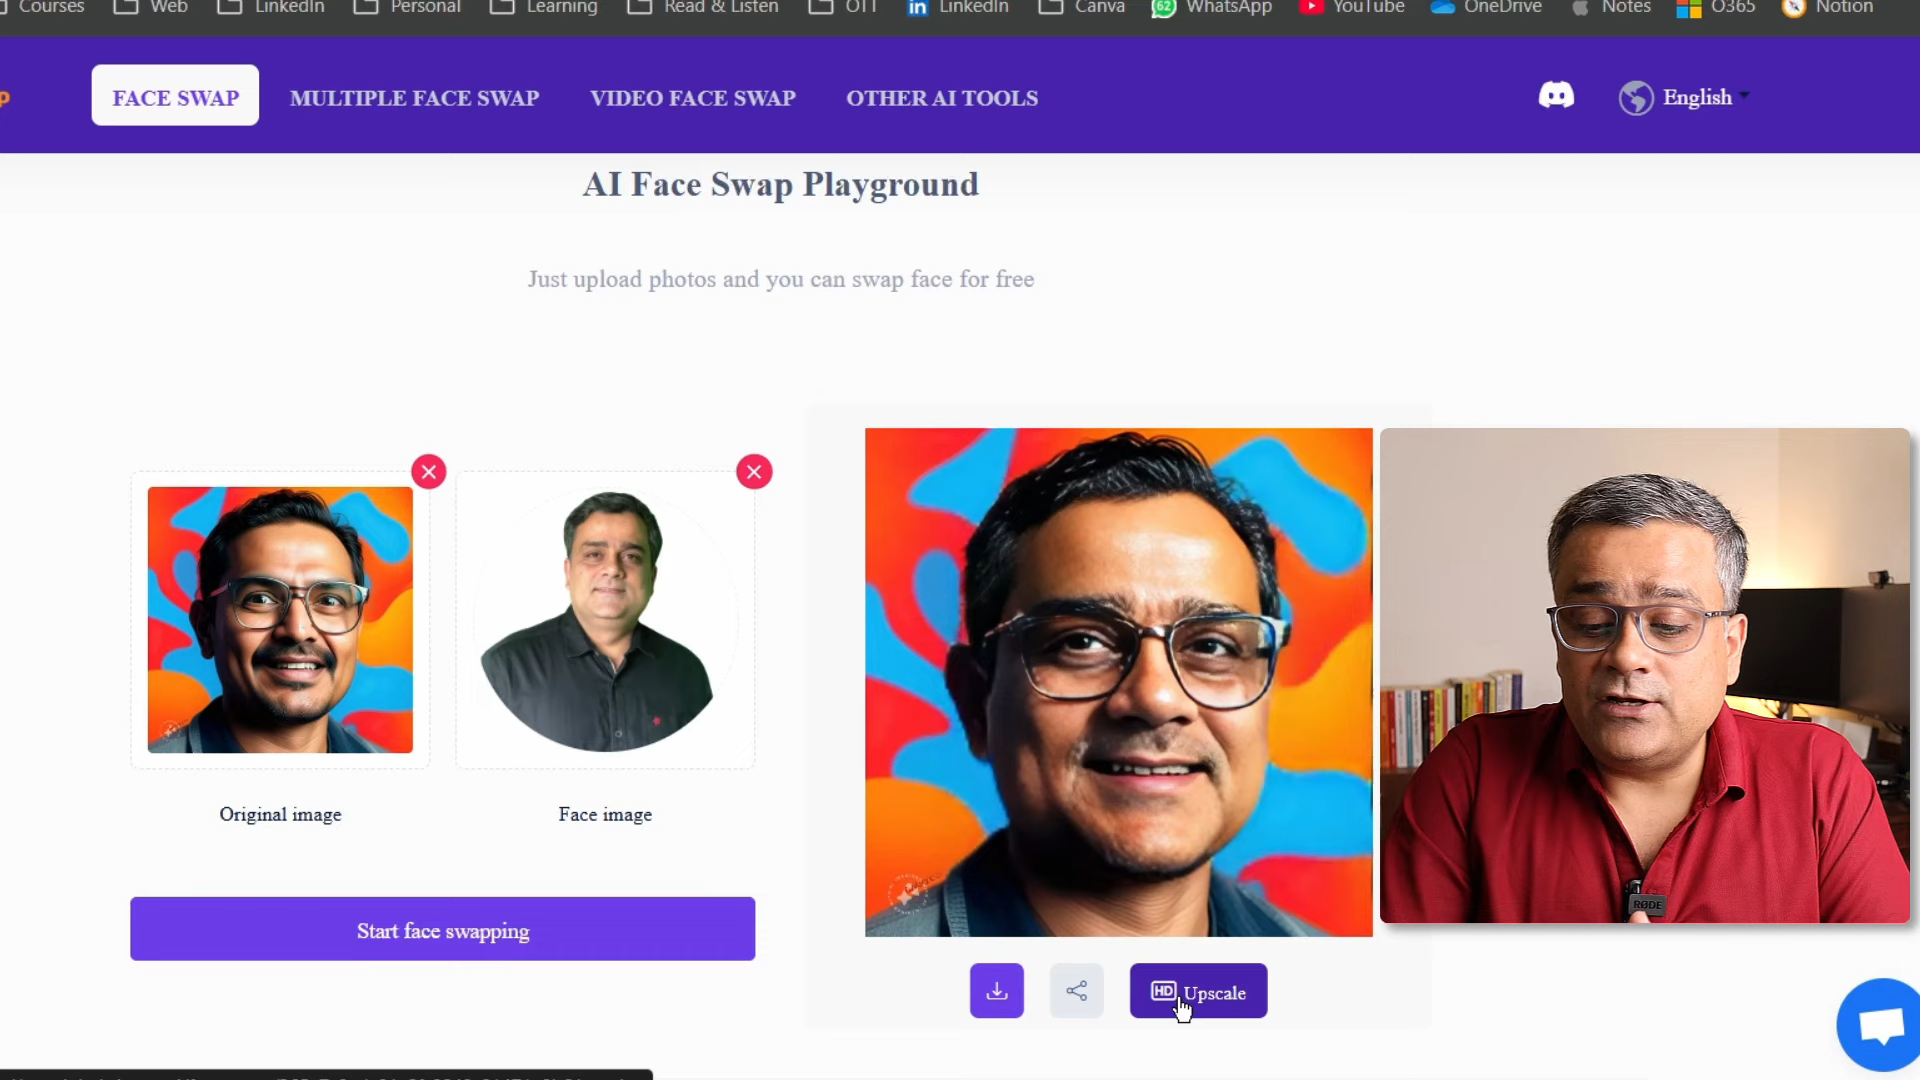 Courses Web LinkedIn Personal Learning Read & Listen OTT in LinkedIn Canva 62 WhatsApp YouTube OneDrive Notes O365 Notion
p FACE SWAP MULTIPLE FACE SWAP VIDEO FACE SWAP OTHER AI TOOLS English
AI Face Swap Playground
Just upload photos and you can swap face for free
Original image
Face image
Start face swapping
HD Upscale
RØDE